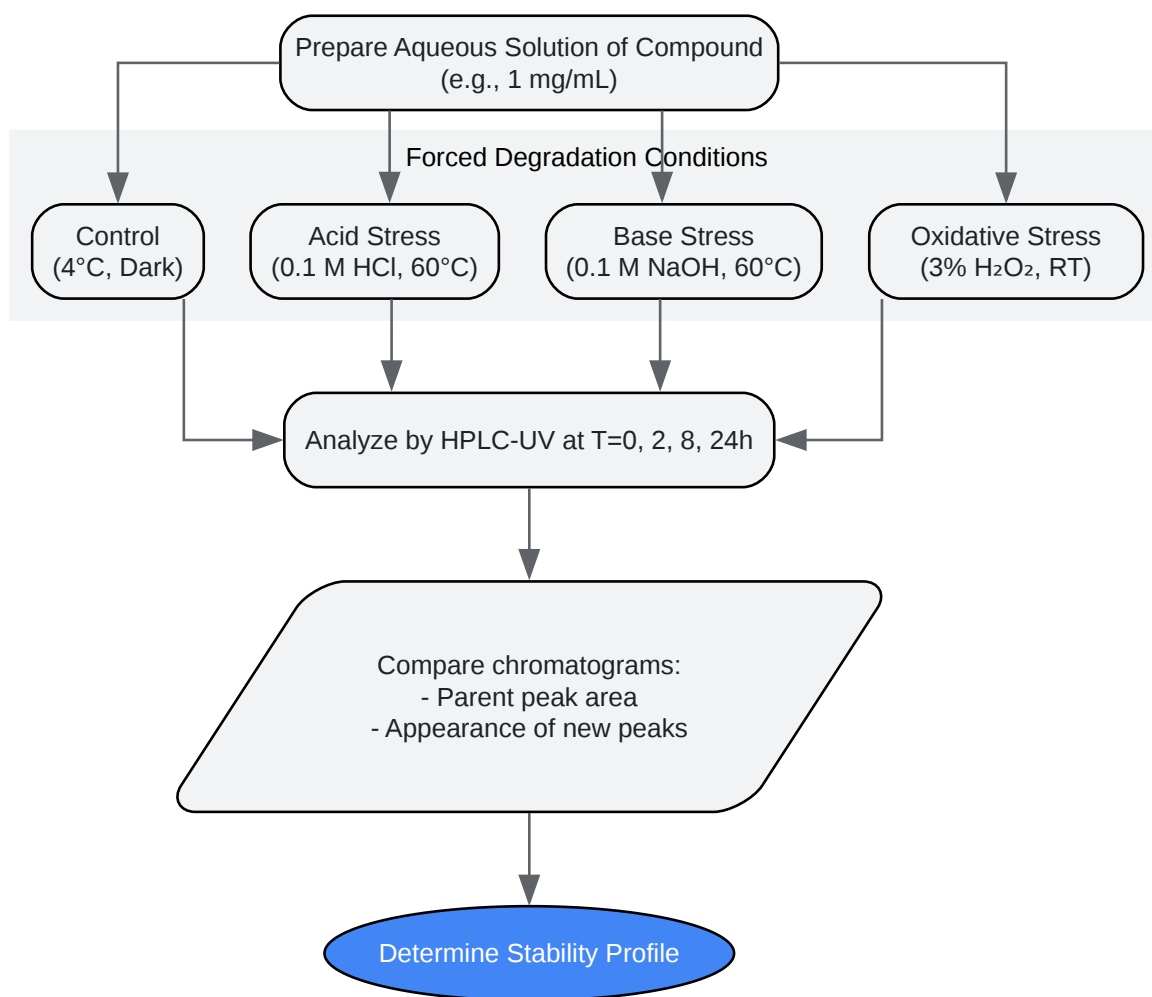 Prepare Aqueous Solution of Compound
(e.g., 1 mg/mL)
Forced Degradation Conditions
Control
(4°C, Dark)
Acid Stress
(0.1 M HCl, 60°C)
Base Stress
(0.1 M NaOH, 60°C)
Oxidative Stress
(3% H₂O₂, RT)
Analyze by HPLC-UV at T=0, 2, 8, 24h
Compare chromatograms:
- Parent peak area
- Appearance of new peaks
Determine Stability Profile